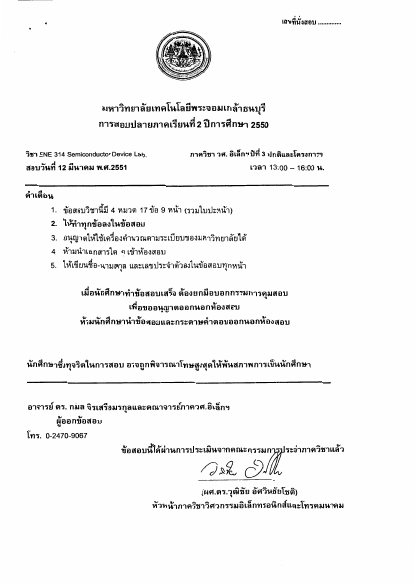 เลขที่นั่งสอบ .............
มหาวิทยาลัยเทคโนโลยีพระจอมเกล้าธนบุรี
การสอบปลายภาคเรียนที่ 2 ปีการศึกษา 2550
วิชา ENE 314 Semiconductor Device Lab. ภาควิชา วศ. อิเล็กฯ ปีที่ 3 ปกติและโครงการฯ
สอบวันที่ 12 มีนาคม พ.ศ.2551 เวลา 13.00 – 16.00 น.
คำเตือน
1. ข้อสอบวิชานี้มี 4 หมวด 17 ข้อ 9 หน้า (รวมใบปะหน้า)
2. ให้ทำทุกข้อลงในข้อสอบ
3. อนุญาตให้ใช้เครื่องคำนวณตามระเบียบของมหาวิทยาลัยได้
4 ห้ามนำเอกสารใด ๆ เข้าห้องสอบ
5. ให้เขียนชื่อ-นามสกุล และเลขประจำตัวลงในข้อสอบทุกหน้า
เมื่อนักศึกษาทำข้อสอบเสร็จ ต้องยกมือบอกกรรมการคุมสอบ
เพื่อขออนุญาตออกนอกห้องสอบ
ห้ามนักศึกษานำข้อสอบและกระดาษคำตอบออกนอกห้องสอบ
นักศึกษาซึ่งทุจริตในการสอบ อาจถูกพิจารณาโทษสูงสุดให้พ้นสภาพการเป็นนักศึกษา
อาจารย์ ดร. กมล จิรเสรีอมรกุลและคณาจารย์ภาควศ.อิเล็กฯ
ผู้ออกข้อสอบ
โทร. 0-2470-9067
ข้อสอบนี้ได้ผ่านการประเมินจากคณะกรรมการประจำภาควิชาแล้ว
(ผศ.ดร.วุฒิชัย อัศวินชัยโชติ)
หัวหน้าภาควิชาวิศวกรรมอิเล็กทรอนิกส์และโทรคมนาคม